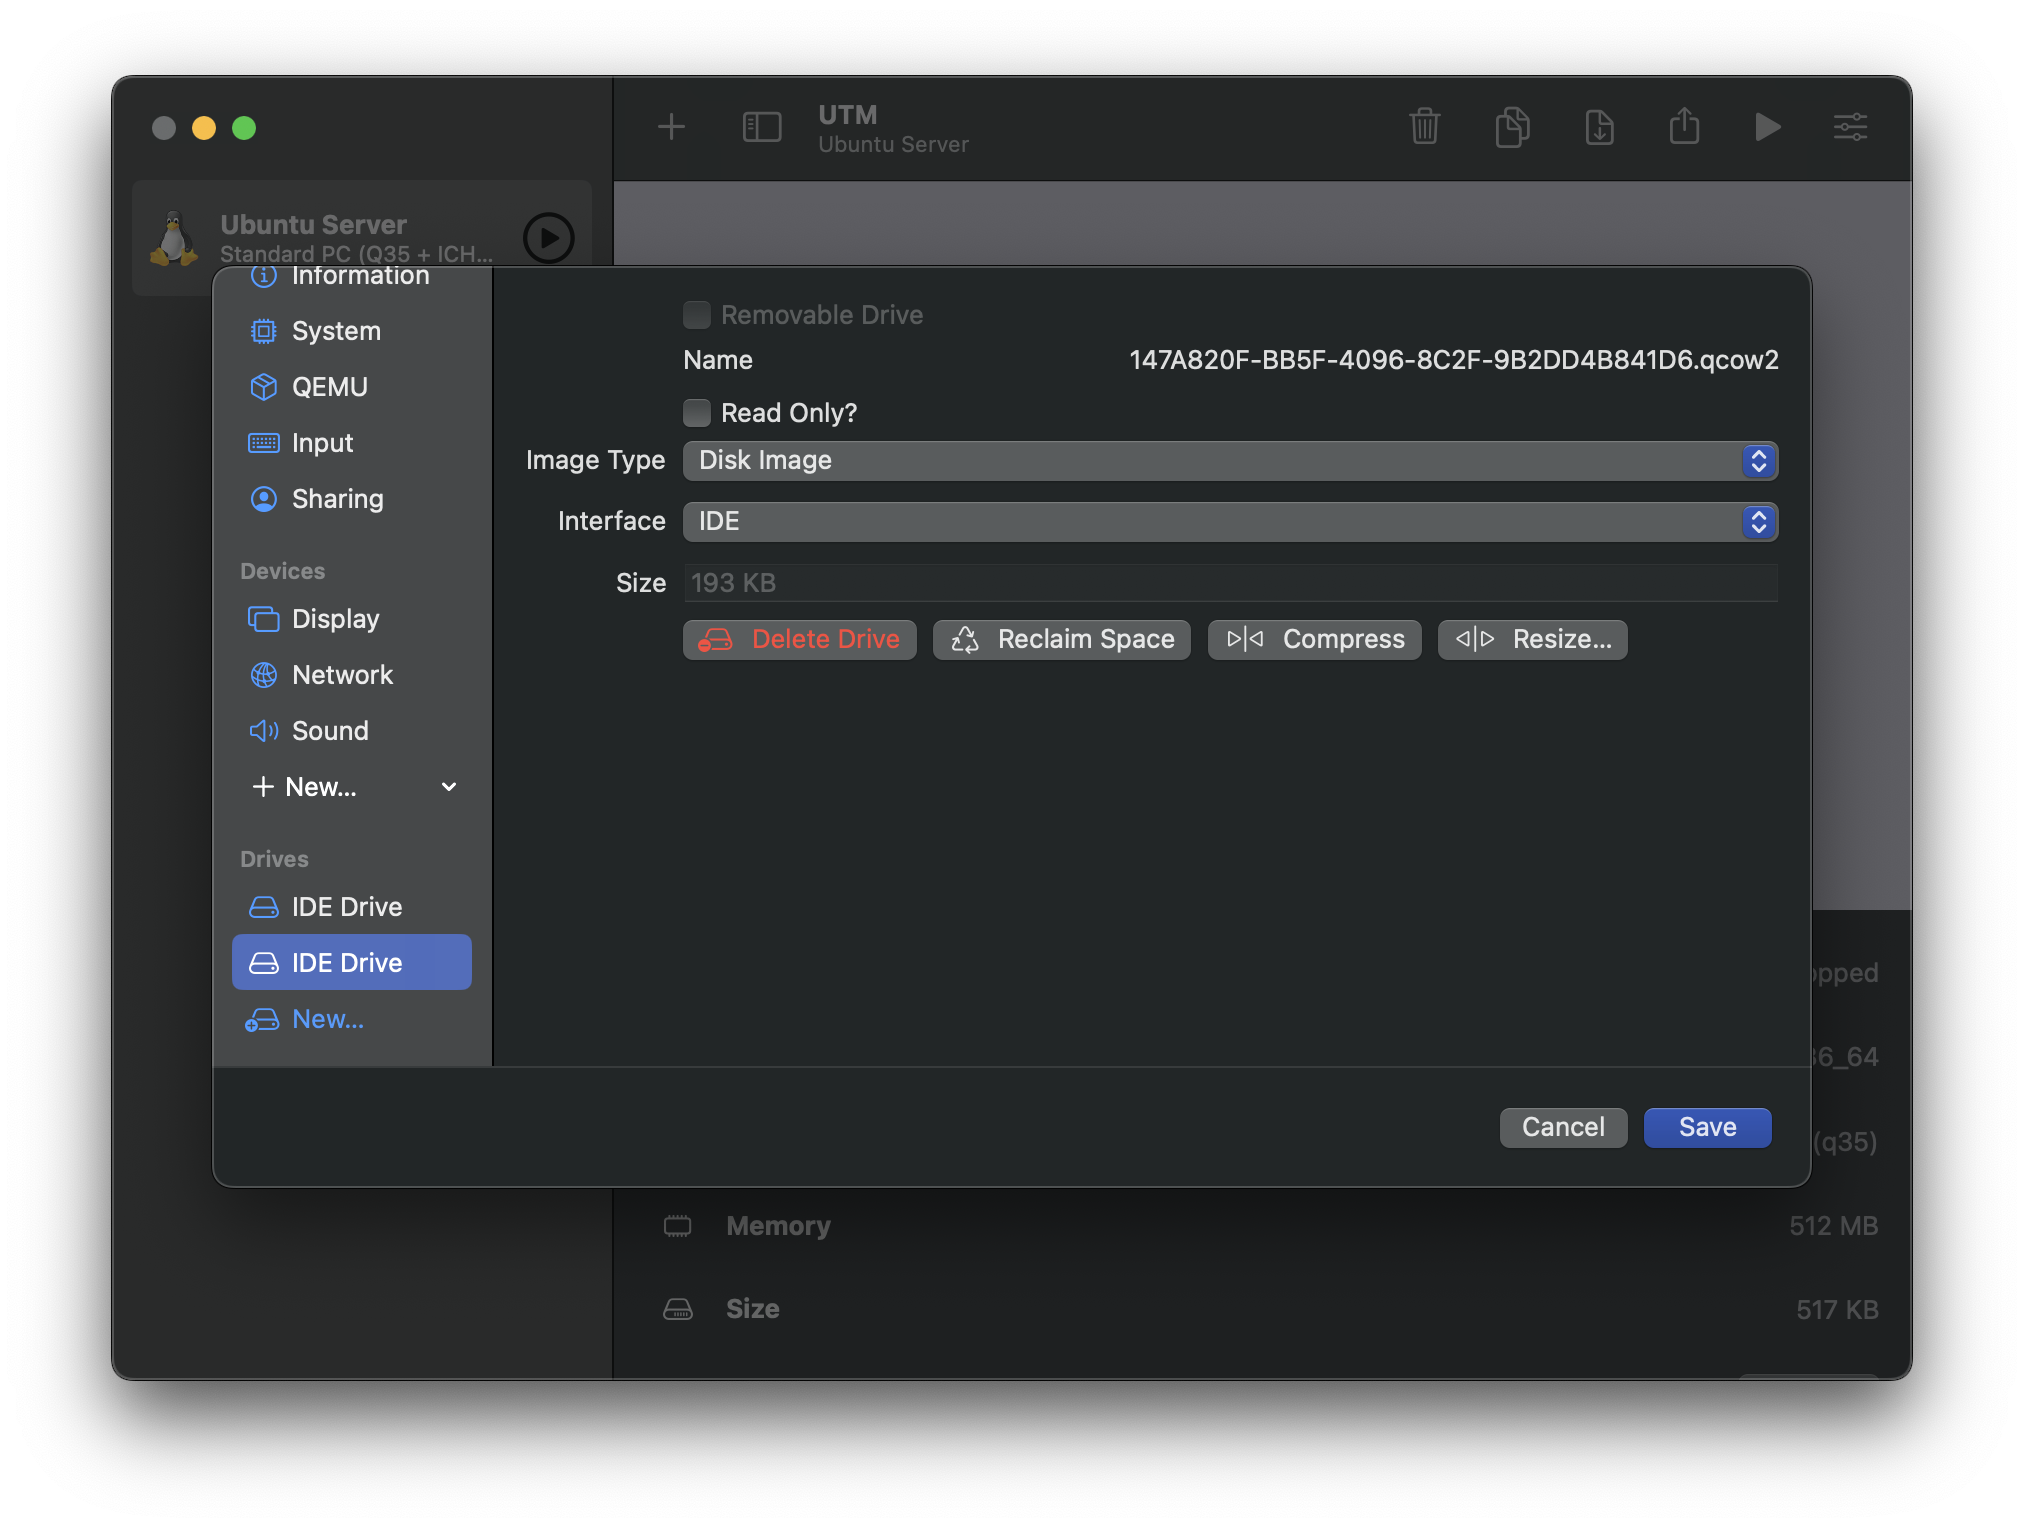 UTM
Ubuntu Server
Ubuntu Server
Standard PC (Q35 + ICH...
Information
System
QEMU
Input
Sharing
Devices
Display
Network
Sound
New...
Drives
IDE Drive
IDE Drive
New...
Removable Drive
Name 147A820F-BB5F-4096-8C2F-9B2DD4B841D6.qcow2
Read Only?
Image Type Disk Image
Interface IDE
Size 193 KB
Delete Drive Reclaim Space Compress Resize...
Cancel Save
opped
86_64
(q35)
Memory 512 MB
Size 517 KB